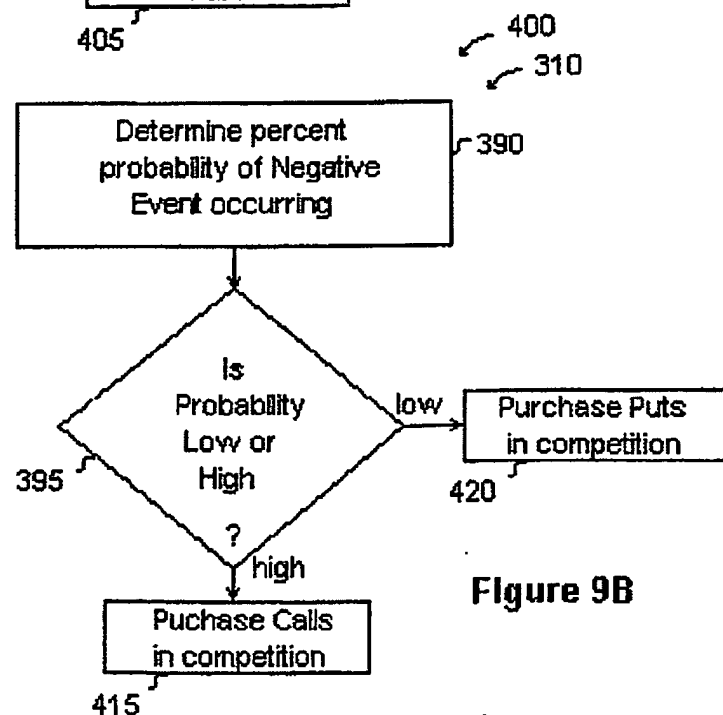 405
400
310
Determine percent
probability of Negative
Event occurring
390
Is
Probability
Low or
High
?
low
Purchase Puts
in competition
395
420
high
Figure 9B
Puchase Calls
in competition
415